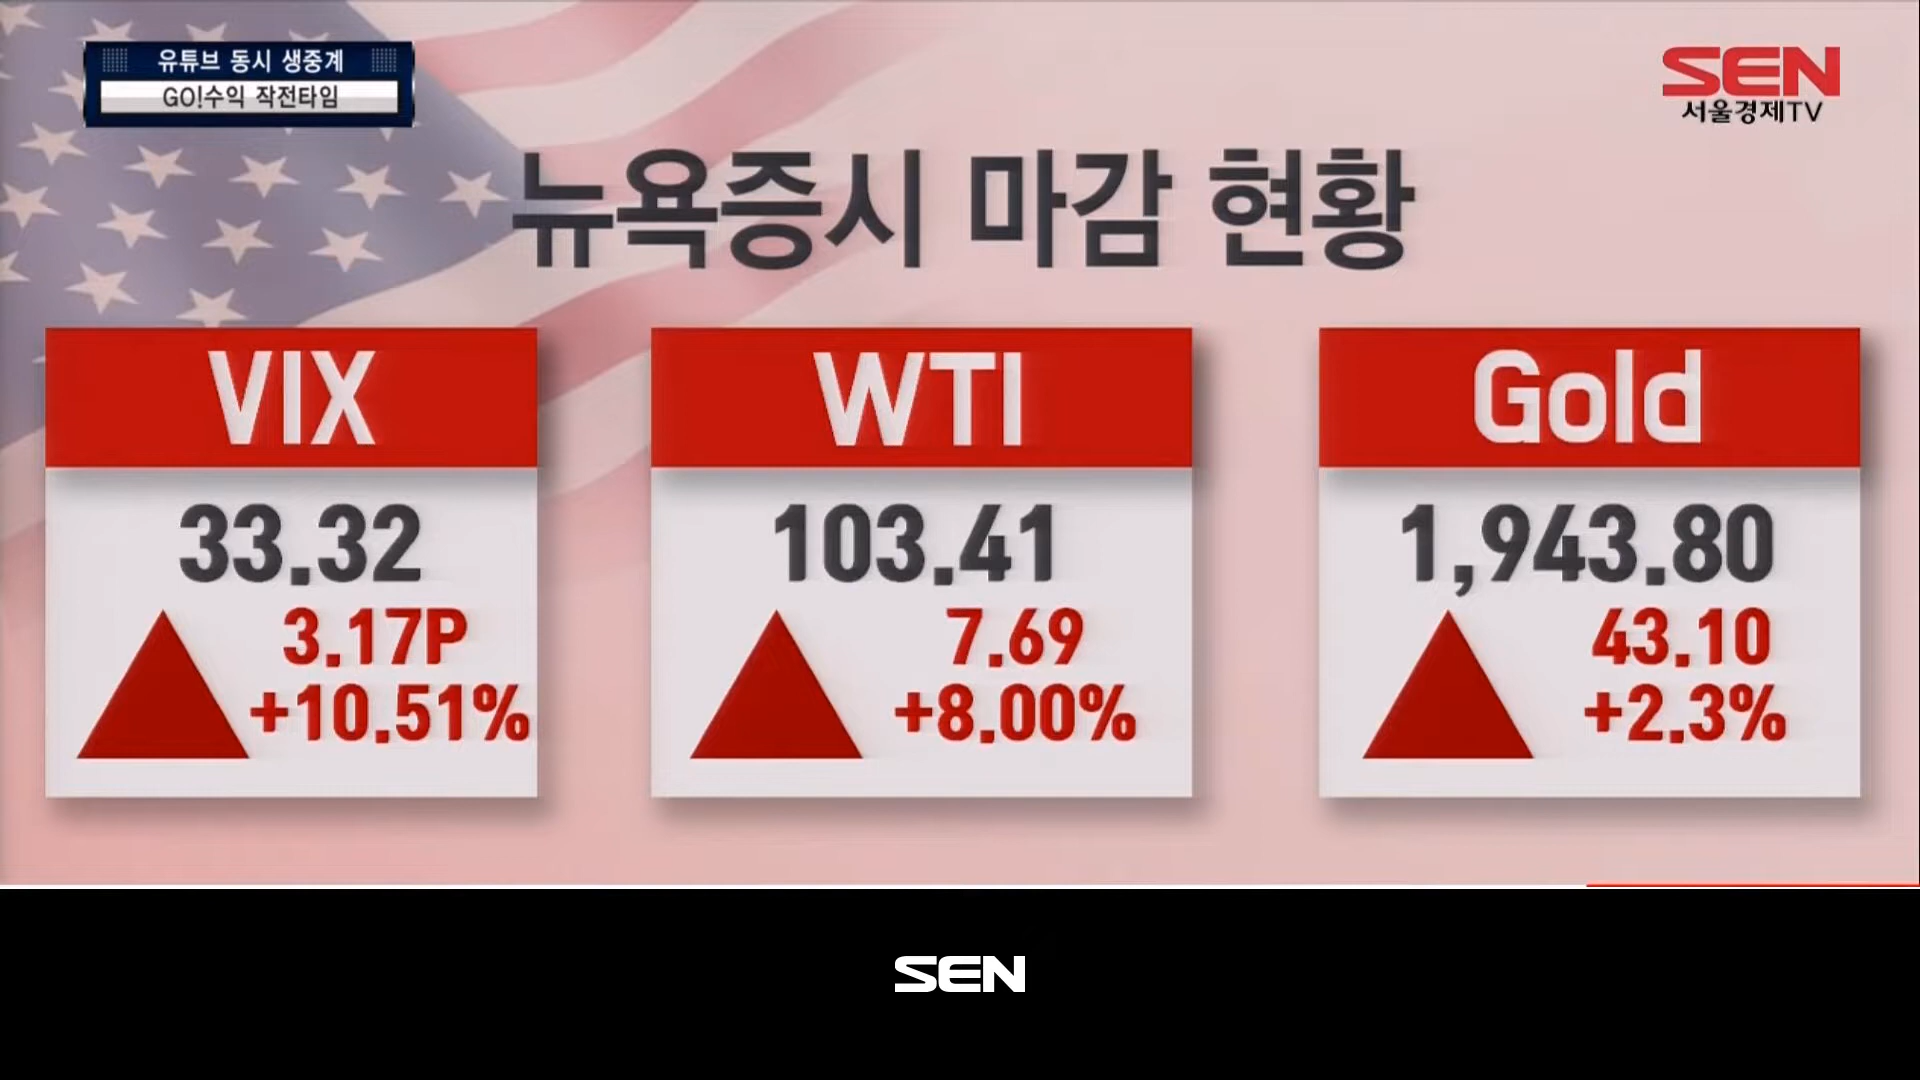 유튜브 동시 생중계
GO!수익 작전타임
SEN
서울경제TV
뉴욕증시 마감 현황
VIX
33.32
3.17P
+10.51%
WTI
103.41
7.69
+8.00%
Gold
1,943.80
43.10
+2.3%
SEN